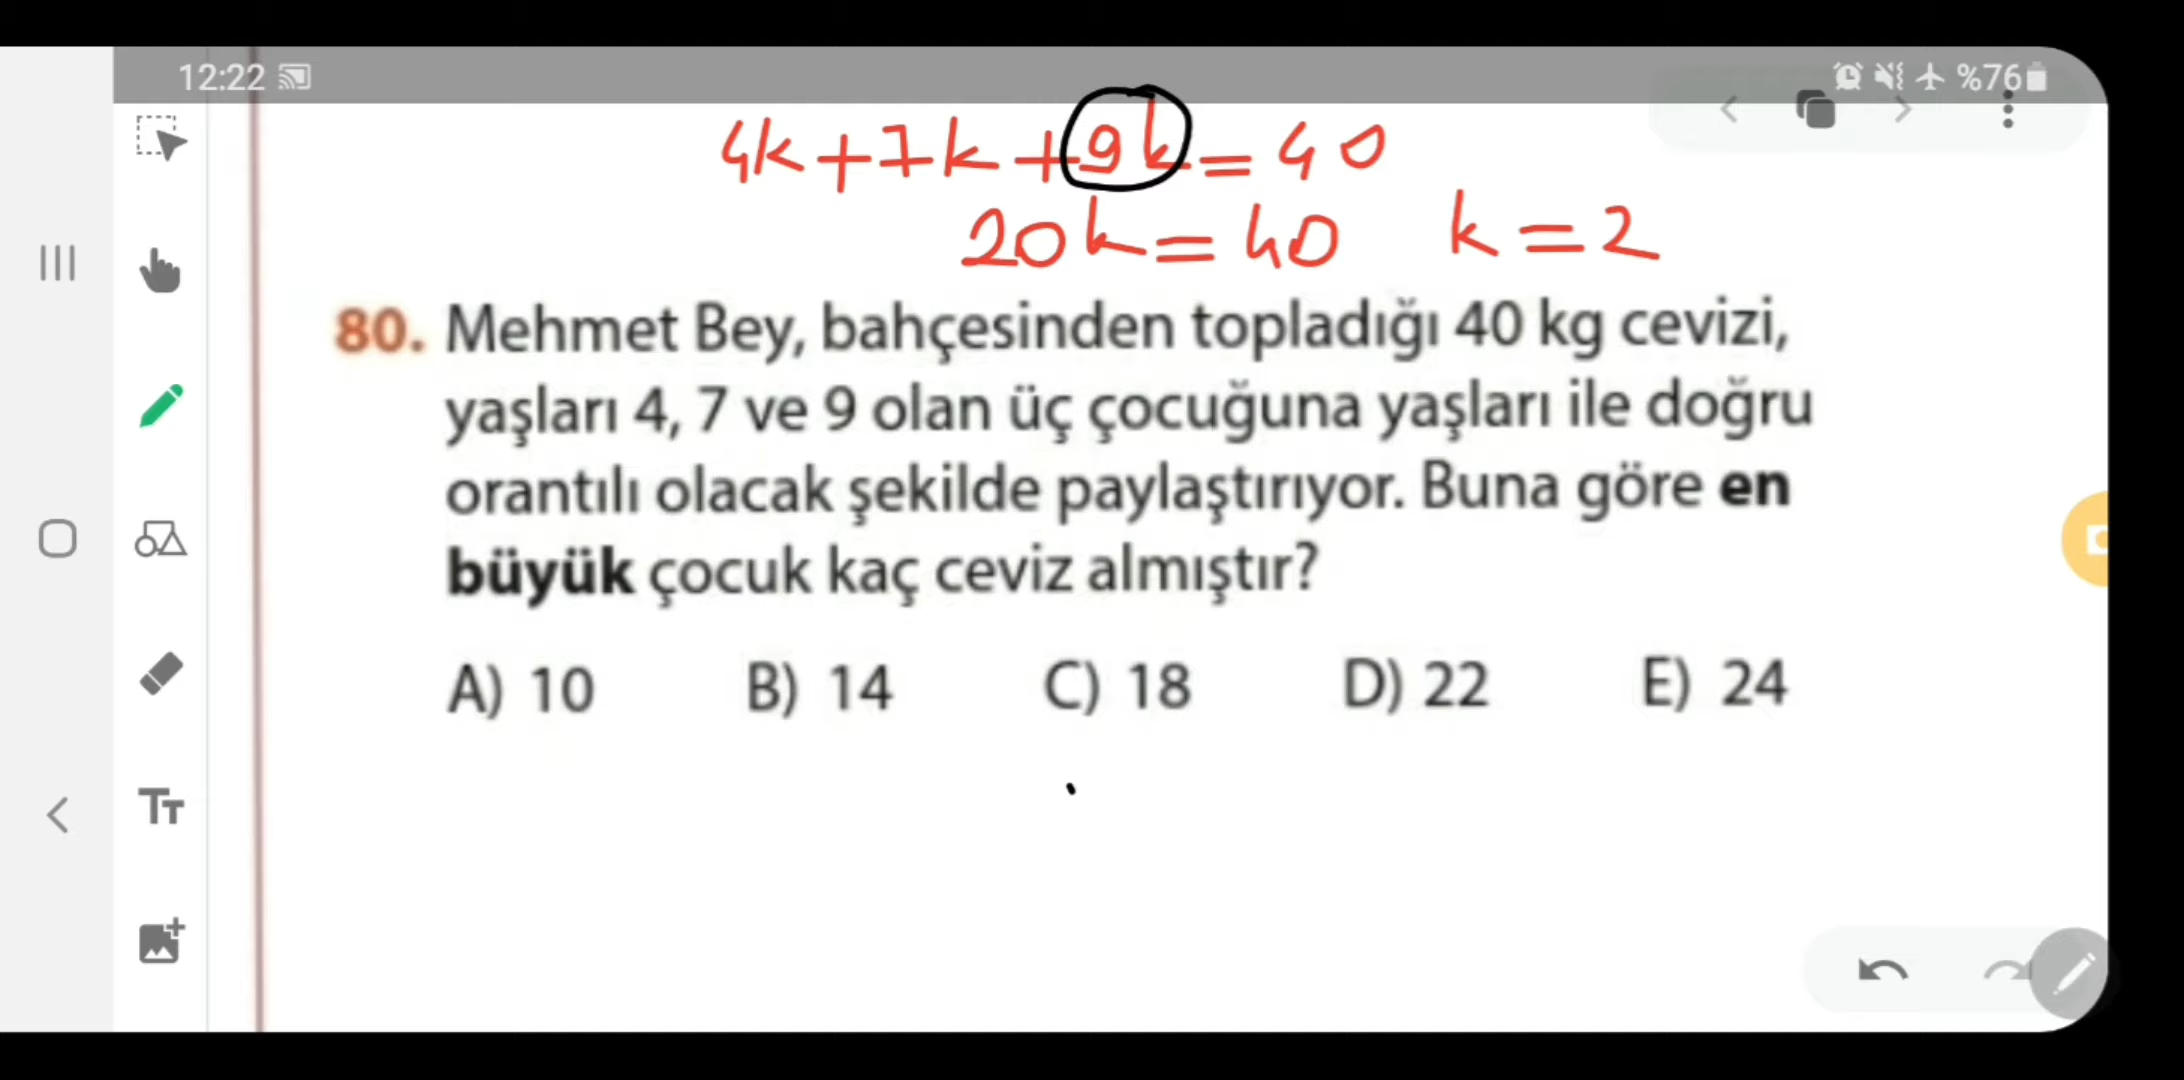 12:22 %76
4k+7k+9k=40
20k=40 k=2
80. Mehmet Bey, bahçesinden topladığı 40 kg cevizi,
yaşları 4, 7 ve 9 olan üç çocuğuna yaşları ile doğru
orantılı olacak şekilde paylaştırıyor. Buna göre en
büyük çocuk kaç ceviz almıştır?
A) 10 B) 14 C) 18 D) 22 E) 24
TT